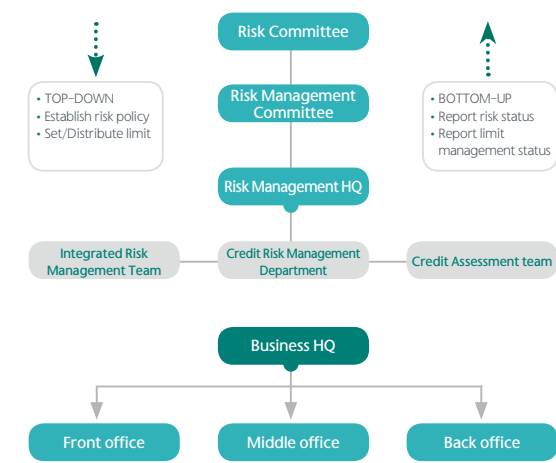 Risk Committee
• TOP-DOWN
• Establish risk policy
• Set/Distribute limit
Risk Management
Committee
• BOTTOM-UP
• Report risk status
• Report limit
management status
Risk Management HQ
Integrated Risk
Management Team
Credit Risk Management
Department
Credit Assessment team
Business HQ
Front office
Middle office
Back office